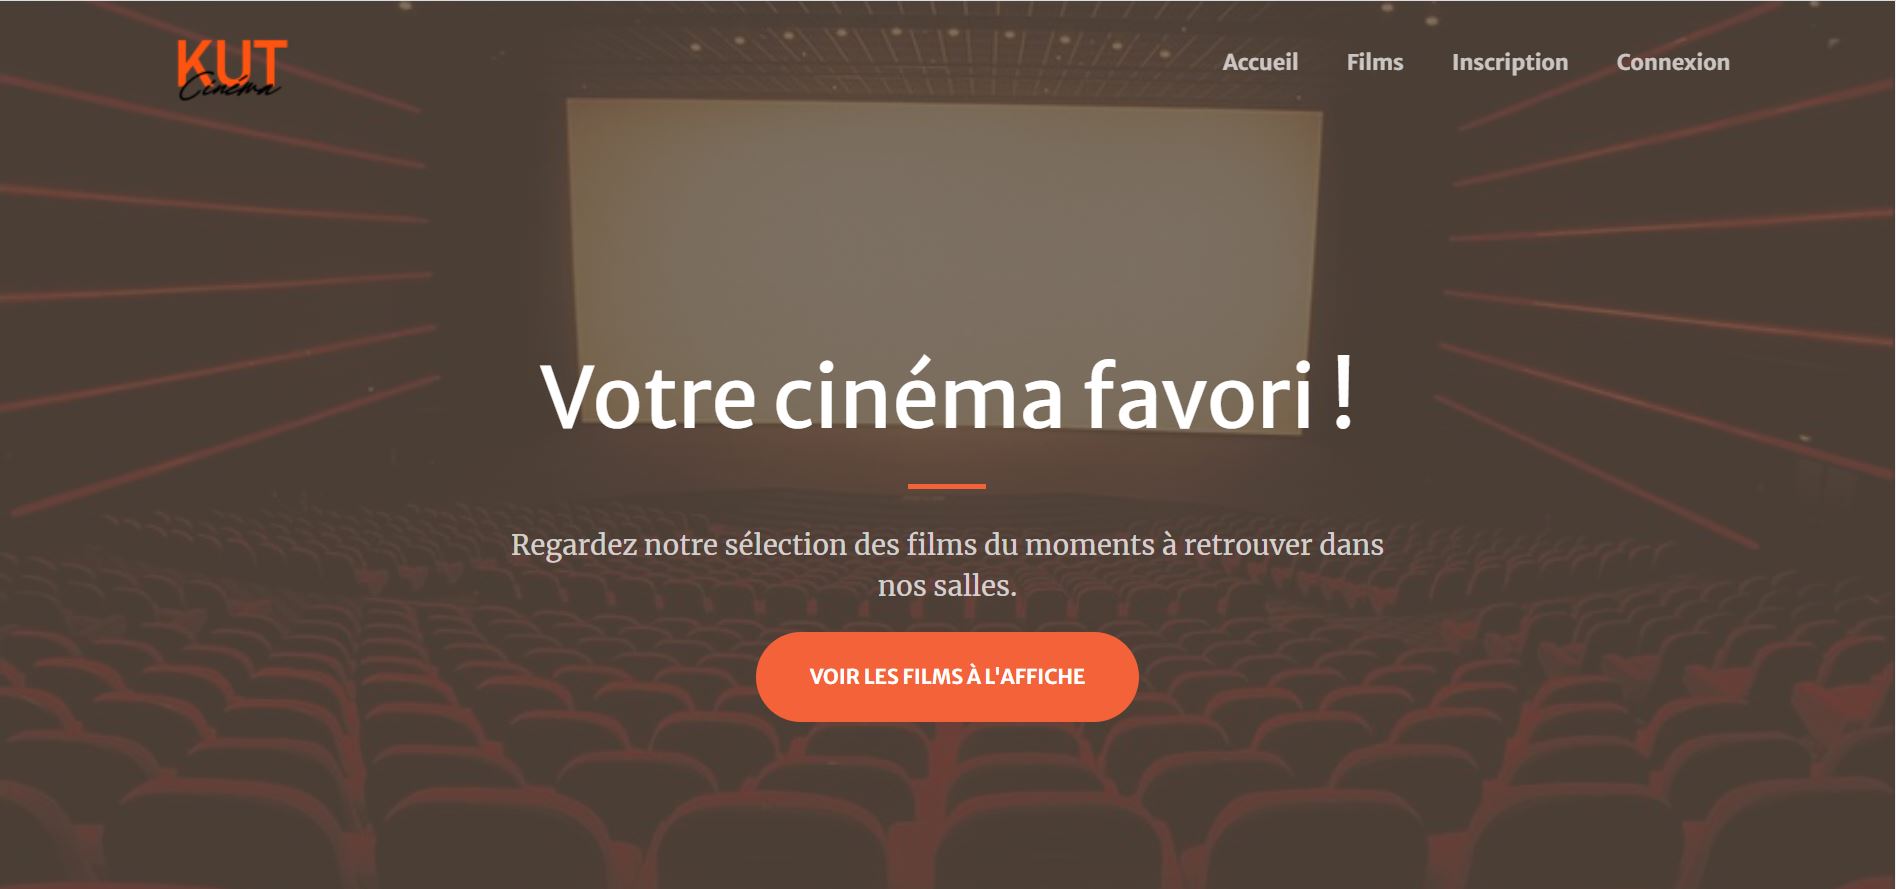 KUT
Cinéma
Accueil
Films
Inscription
Connexion
Votre cinéma favori !
Regardez notre sélection des films du moments à retrouver dans
nos salles.
VOIR LES FILMS À L'AFFICHE